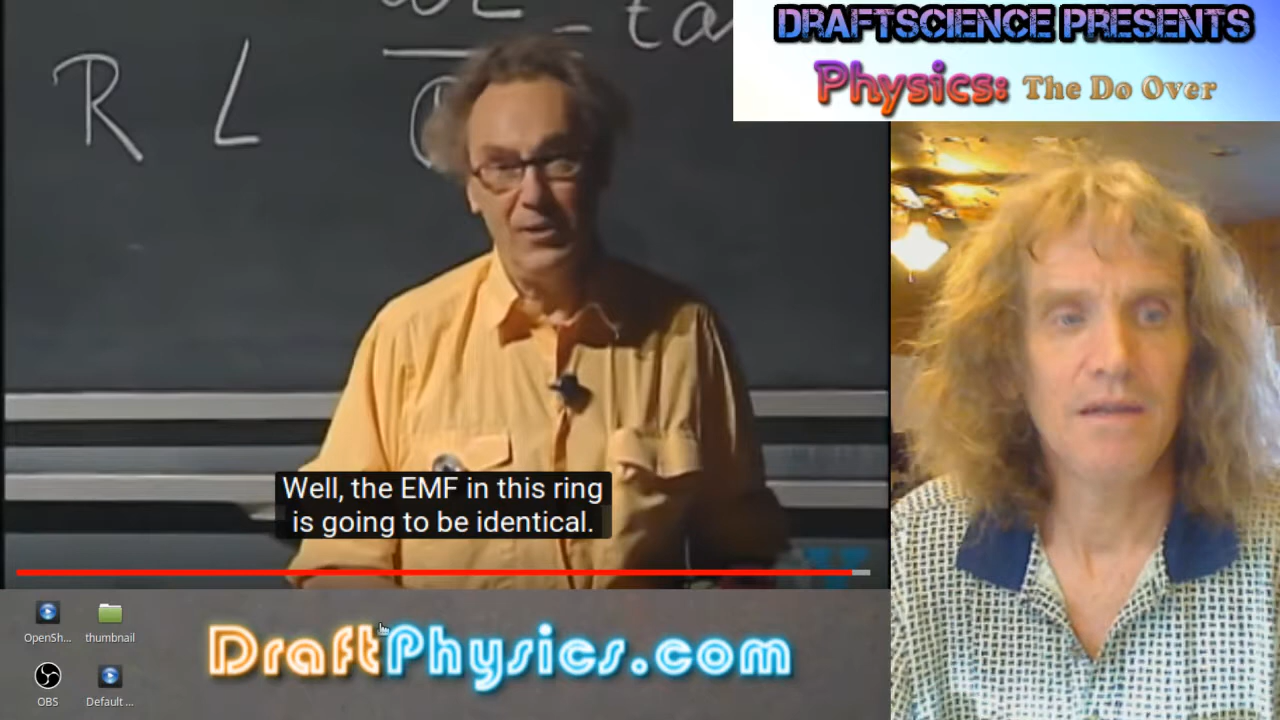 DRAFTSCIENCE PRESENTS
Physics: The Do Over
R L
Well, the EMF in this ring
is going to be identical.
OpenSh...
thumbnail
OBS
Default ...
DraftPhysics.com